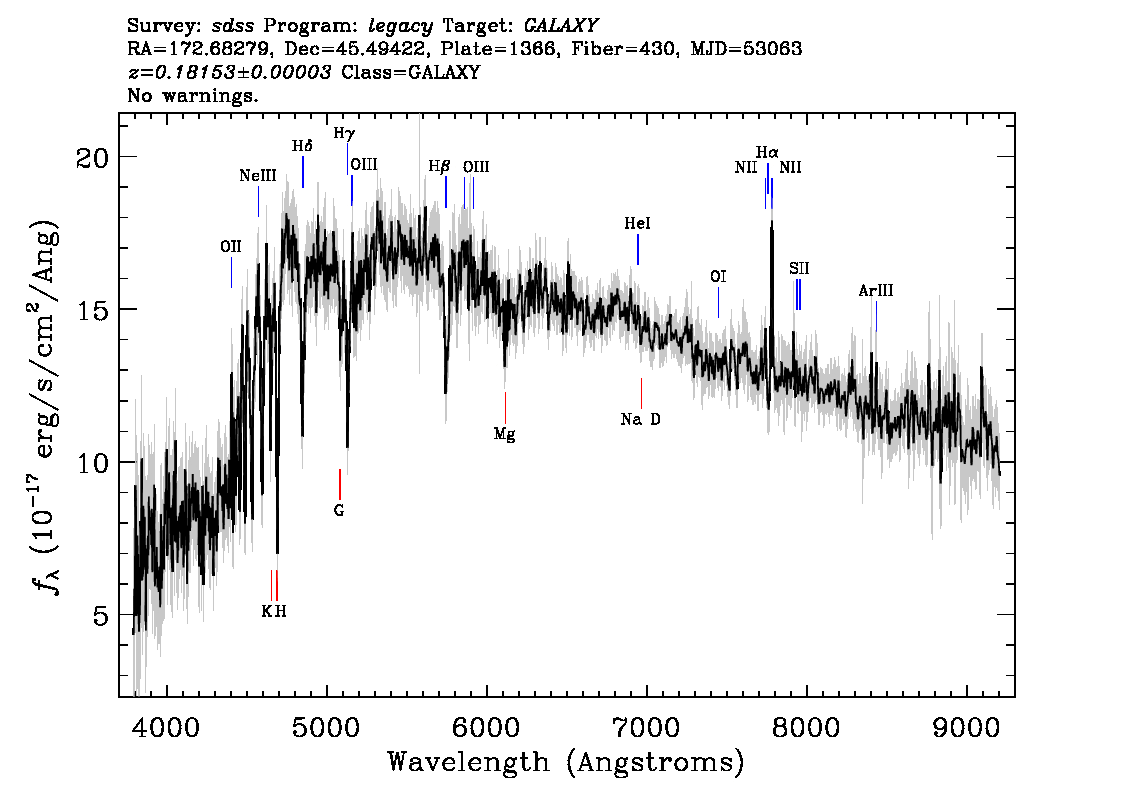 Survey: sdss Program: legacy Target: GALAXY
RA=172.68279, Dec=45.49422, Plate=1366, Fiber=430, MJD=53063
z=0.18153±0.00003 Class=GALAXY
No warnings.
Hγ
Hδ
Hα
20
OIII
Hβ
OIII
NII
NII
NeIII
HeI
OII
SII
OI
ArIII
15
Na D
Mg
10
G
K H
5
fλ (10⁻¹⁷ erg/s/cm²/Ang)
4000 5000 6000 7000 8000 9000
Wavelength (Angstroms)